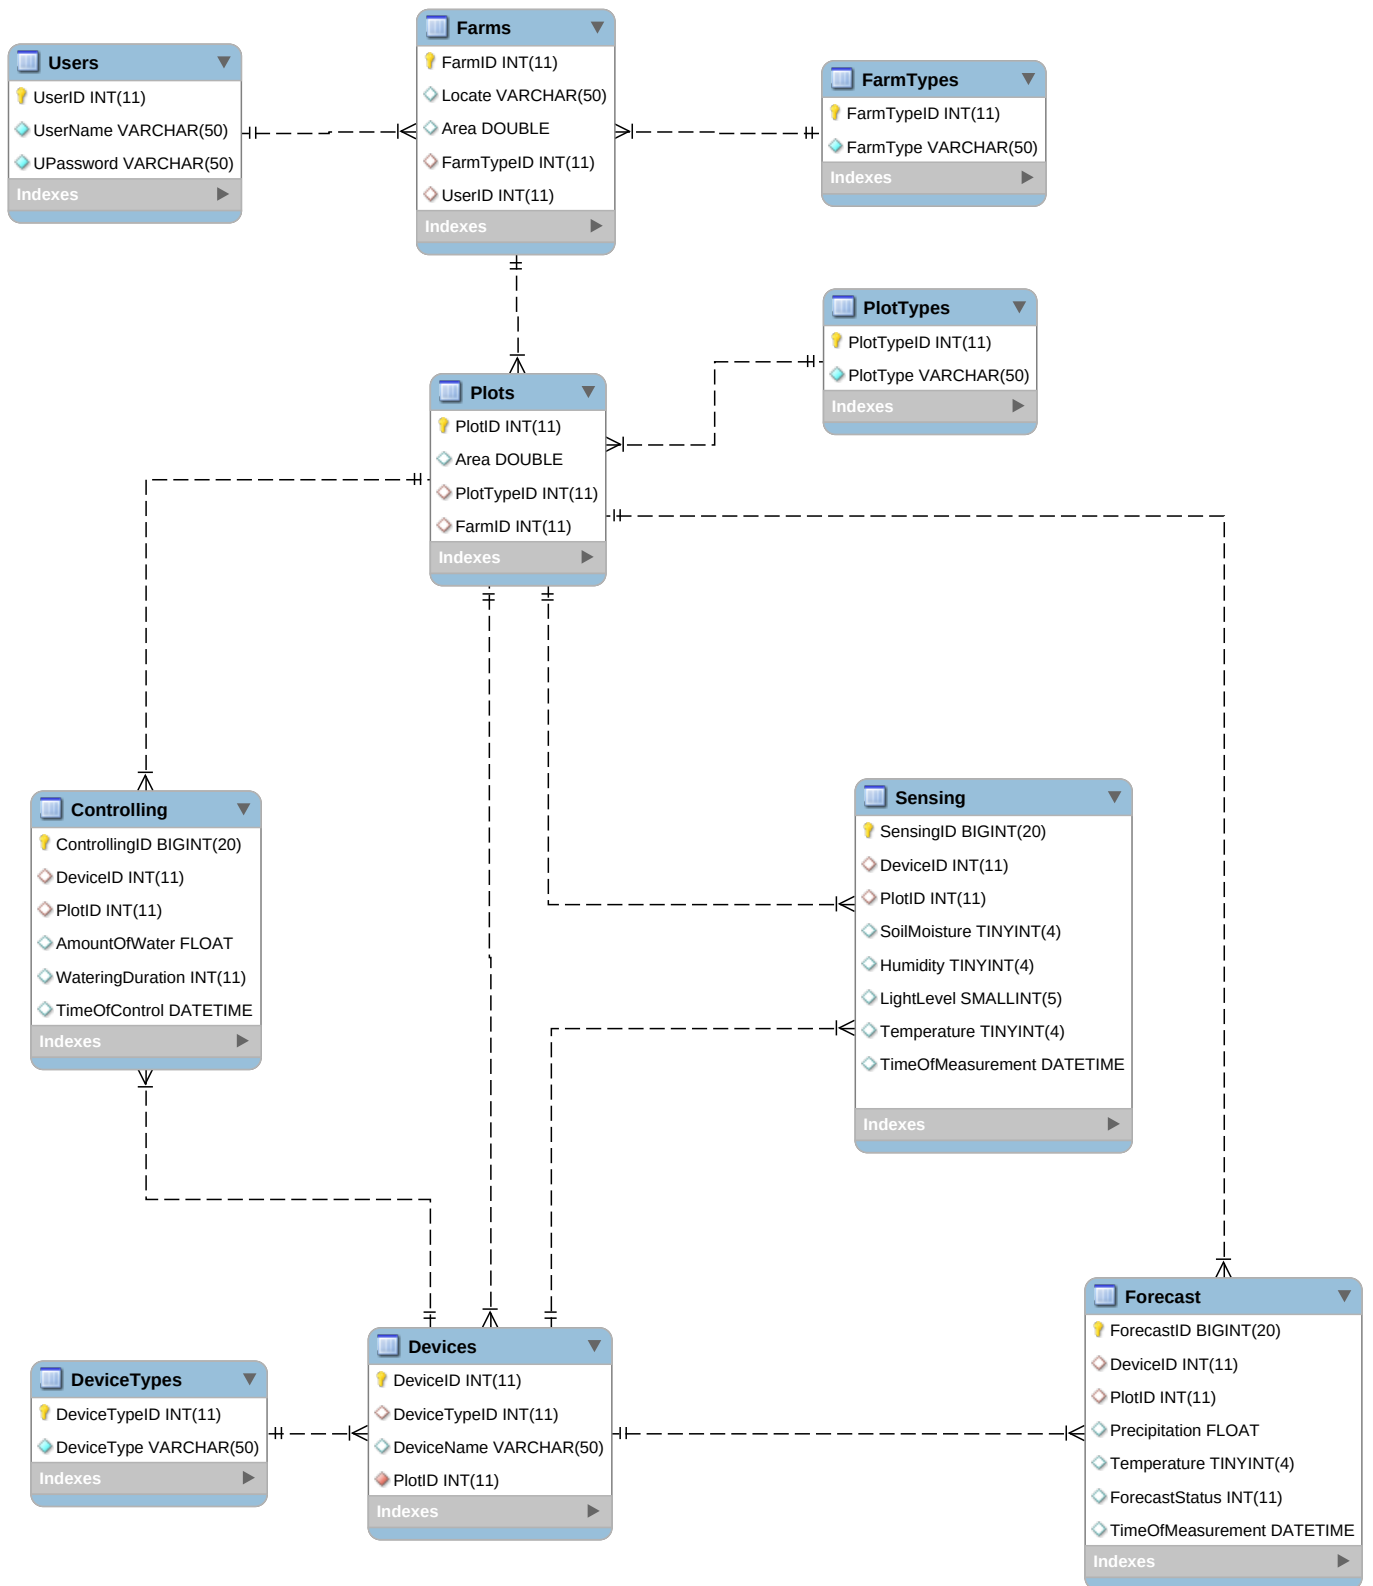 Users
UserID INT(11)
UserName VARCHAR(50)
UPassword VARCHAR(50)
Indexes
Farms
FarmID INT(11)
Locate VARCHAR(50)
Area DOUBLE
FarmTypeID INT(11)
UserID INT(11)
Indexes
FarmTypes
FarmTypeID INT(11)
FarmType VARCHAR(50)
Indexes
PlotTypes
PlotTypeID INT(11)
PlotType VARCHAR(50)
Indexes
Plots
PlotID INT(11)
Area DOUBLE
PlotTypeID INT(11)
FarmID INT(11)
Indexes
Controlling
ControllingID BIGINT(20)
DeviceID INT(11)
PlotID INT(11)
AmountOfWater FLOAT
WateringDuration INT(11)
TimeOfControl DATETIME
Indexes
Sensing
SensingID BIGINT(20)
DeviceID INT(11)
PlotID INT(11)
SoilMoisture TINYINT(4)
Humidity TINYINT(4)
LightLevel SMALLINT(5)
Temperature TINYINT(4)
TimeOfMeasurement DATETIME
Indexes
DeviceTypes
DeviceTypeID INT(11)
DeviceType VARCHAR(50)
Indexes
Devices
DeviceID INT(11)
DeviceTypeID INT(11)
DeviceName VARCHAR(50)
PlotID INT(11)
Indexes
Forecast
ForecastID BIGINT(20)
DeviceID INT(11)
PlotID INT(11)
Precipitation FLOAT
Temperature TINYINT(4)
ForecastStatus INT(11)
TimeOfMeasurement DATETIME
Indexes